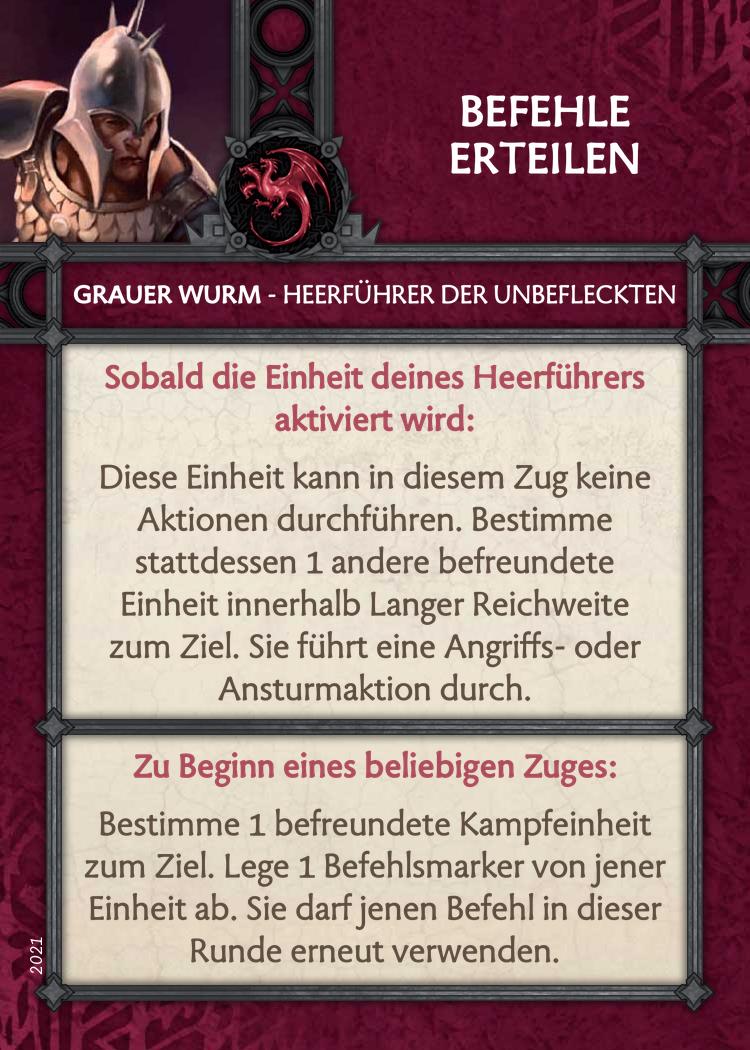 BEFEHLE
ERTEILEN
GRAUER WURM - HEERFÜHRER DER UNBEFLECKTEN
Sobald die Einheit deines Heerführers
aktiviert wird:
Diese Einheit kann in diesem Zug keine
Aktionen durchführen. Bestimme
stattdessen 1 andere befreundete
Einheit innerhalb Langer Reichweite
zum Ziel. Sie führt eine Angriffs- oder
Ansturmaktion durch.
Zu Beginn eines beliebigen Zuges:
Bestimme 1 befreundete Kampfeinheit
zum Ziel. Lege 1 Befehlsmarker von jener
Einheit ab. Sie darf jenen Befehl in dieser
Runde erneut verwenden.
2021